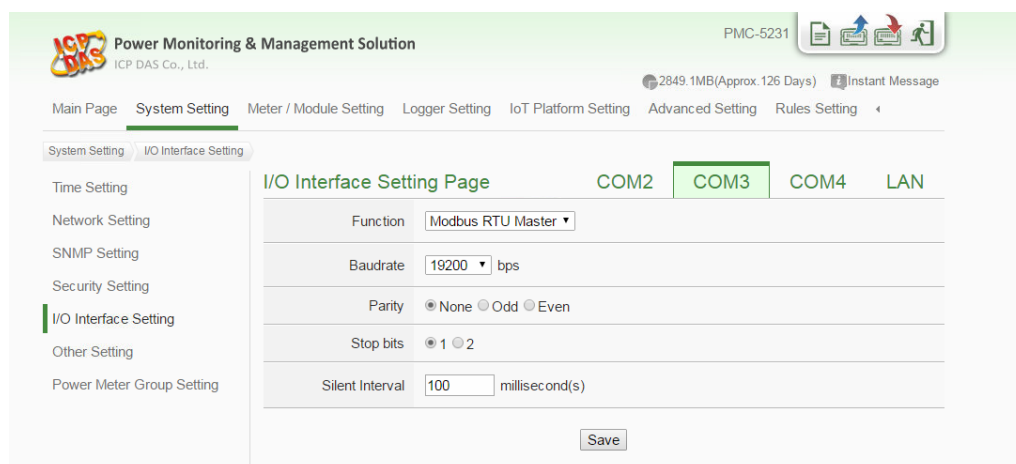 ICP DAS
Power Monitoring & Management Solution
ICP DAS Co., Ltd.
PMC-5231
2849.1MB(Approx.126 Days) Instant Message
Main Page System Setting Meter / Module Setting Logger Setting IoT Platform Setting Advanced Setting Rules Setting
System Setting I/O Interface Setting
Time Setting
Network Setting
SNMP Setting
Security Setting
I/O Interface Setting
Other Setting
Power Meter Group Setting
I/O Interface Setting Page COM2 COM3 COM4 LAN
Function Modbus RTU Master
Baudrate 19200 bps
Parity None Odd Even
Stop bits 1 2
Silent Interval 100 millisecond(s)
Save